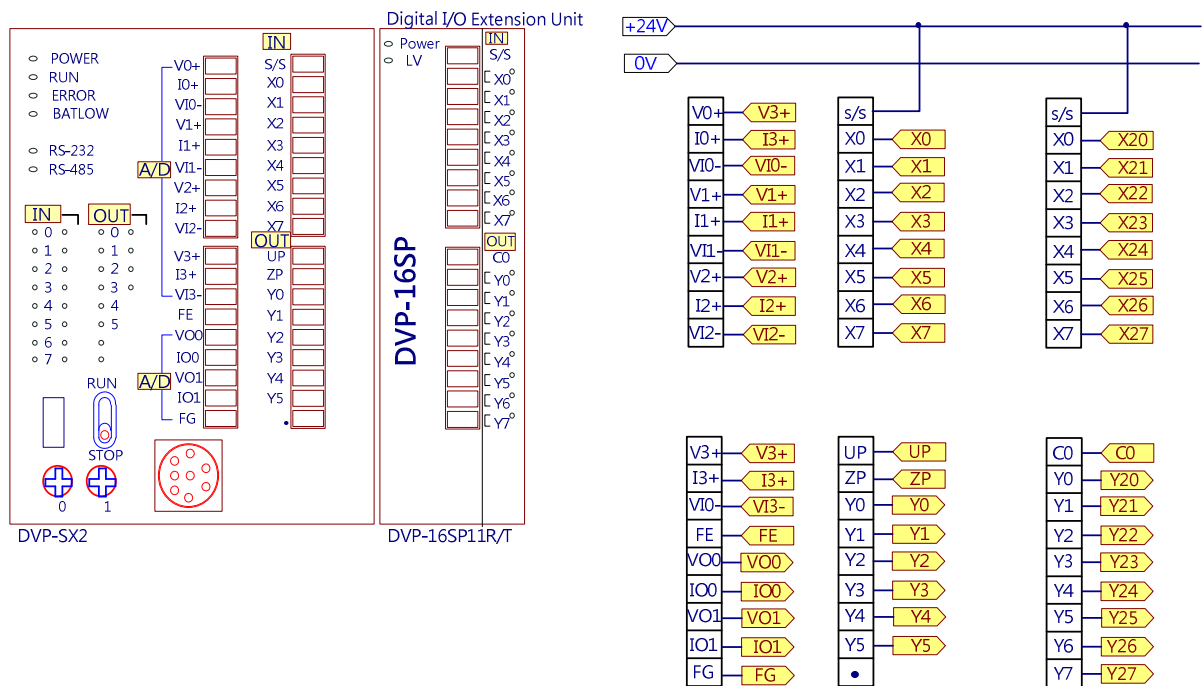 Digital I/O Extension Unit
POWER
RUN
ERROR
BATLOW
RS-232
RS-485
IN
OUT
0 0
1 1
2 2
3 3
4 4
5 5
6
7
RUN
STOP
0
1
A/D
V0+
I0+
VI0-
V1+
I1+
VI1-
V2+
I2+
VI2-
V3+
I3+
VI3-
FE
A/D
VO0
IO0
VO1
IO1
FG
IN
S/S
X0
X1
X2
X3
X4
X5
X6
X7
OUT
UP
ZP
Y0
Y1
Y2
Y3
Y4
Y5
DVP-SX2
Power
LV
DVP-16SP
IN
S/S
X0
X1
X2
X3
X4
X5
X6
X7
OUT
C0
Y0
Y1
Y2
Y3
Y4
Y5
Y6
Y7
DVP-16SP11R/T
+24V
0V
V0+ V3+
I0+ I3+
VI0- VI0-
V1+ V1+
I1+ I1+
VI1- VI1-
V2+ V2+
I2+ I2+
VI2- VI2-
s/s
X0 X0
X1 X1
X2 X2
X3 X3
X4 X4
X5 X5
X6 X6
X7 X7
s/s
X0 X20
X1 X21
X2 X22
X3 X23
X4 X24
X5 X25
X6 X26
X7 X27
V3+ V3+
I3+ I3+
VI0- VI3-
FE FE
VO0 VO0
IO0 IO0
VO1 VO1
IO1 IO1
FG FG
UP UP
ZP ZP
Y0 Y0
Y1 Y1
Y2 Y2
Y3 Y3
Y4 Y4
Y5 Y5
C0 C0
Y0 Y20
Y1 Y21
Y2 Y22
Y3 Y23
Y4 Y24
Y5 Y25
Y6 Y26
Y7 Y27